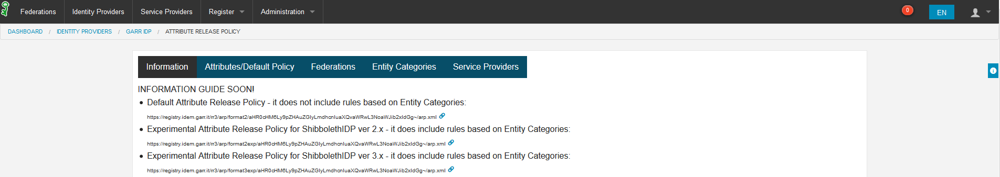 Federations Identity Providers Service Providers Register Administration 0 EN
DASHBOARD / IDENTITY PROVIDERS / GARR IDP / ATTRIBUTE RELEASE POLICY
Information Attributes/Default Policy Federations Entity Categories Service Providers
INFORMATION GUIDE SOON!
• Default Attribute Release Policy - it does not include rules based on Entity Categories:
https://registry.idem.garr.it/rr3/arp/format2/aHR0cHM6Ly9pZHAuZGlyLmdhcnIuaXQvaWRwL3NoaWJib2xldGg~/arp.xml
• Experimental Attribute Release Policy for ShibbolethIDP ver 2.x - it does include rules based on Entity Categories:
https://registry.idem.garr.it/rr3/arp/format2exp/aHR0cHM6Ly9pZHAuZGlyLmdhcnIuaXQvaWRwL3NoaWJib2xldGg~/arp.xml
• Experimental Attribute Release Policy for ShibbolethIDP ver 3.x - it does include rules based on Entity Categories:
https://registry.idem.garr.it/rr3/arp/format3exp/aHR0cHM6Ly9pZHAuZGlyLmdhcnIuaXQvaWRwL3NoaWJib2xldGg~/arp.xml